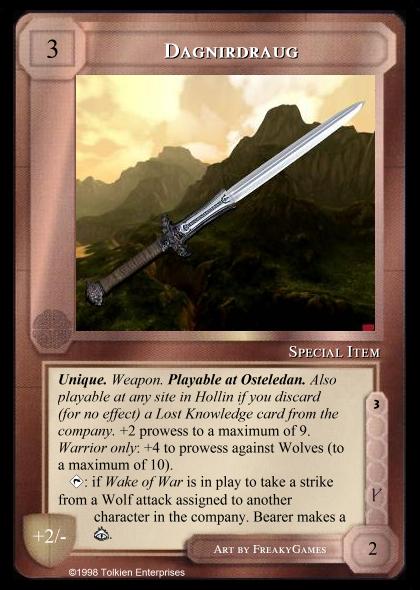 3
DAGNIRDRAUG
SPECIAL ITEM
Unique. Weapon. Playable at Osteledan. Also
playable at any site in Hollin if you discard
(for no effect) a Lost Knowledge card from the
company. +2 prowess to a maximum of 9.
Warrior only: +4 to prowess against Wolves (to
a maximum of 10).
: if Wake of War is in play to take a strike
from a Wolf attack assigned to another
character in the company. Bearer makes a
.
3
+2/-
ART BY FREAKYGAMES
2
©1998 Tolkien Enterprises